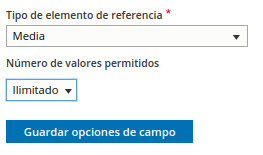 Tipo de elemento de referencia *
Media
Número de valores permitidos
Ilimitado
Guardar opciones de campo